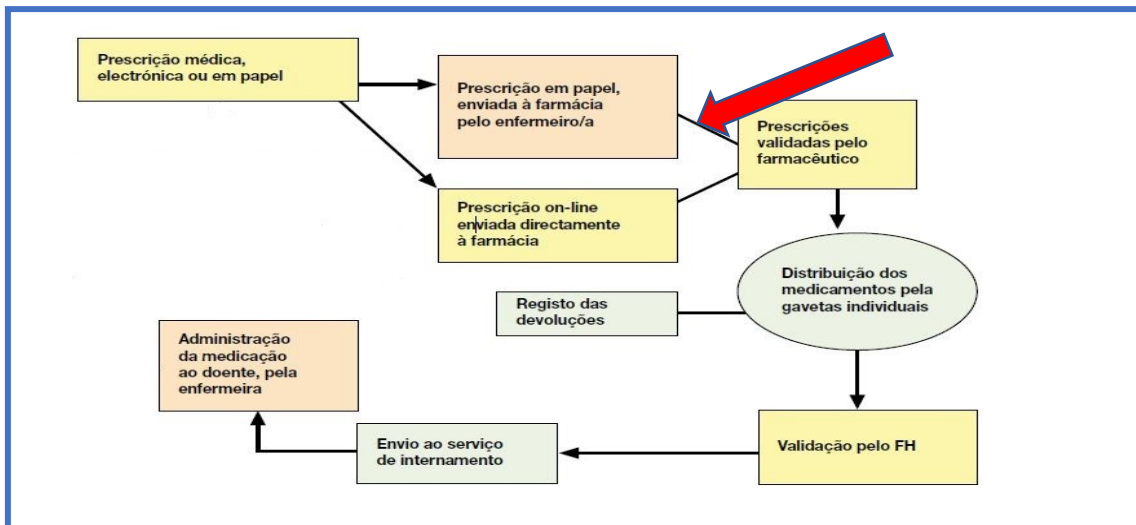 Prescrição médica,
electrónica ou em papel
Prescrição em papel,
enviada à farmácia
pelo enfermeiro/a
Prescrições
validadas pelo
farmacêutico
Prescrição on-line
enviada directamente
à farmácia
Distribuição dos
medicamentos pela
gavetas individuais
Registo das
devoluções
Administração
da medicação
ao doente, pela
enfermeira
Envio ao serviço
de internamento
Validação pelo FH